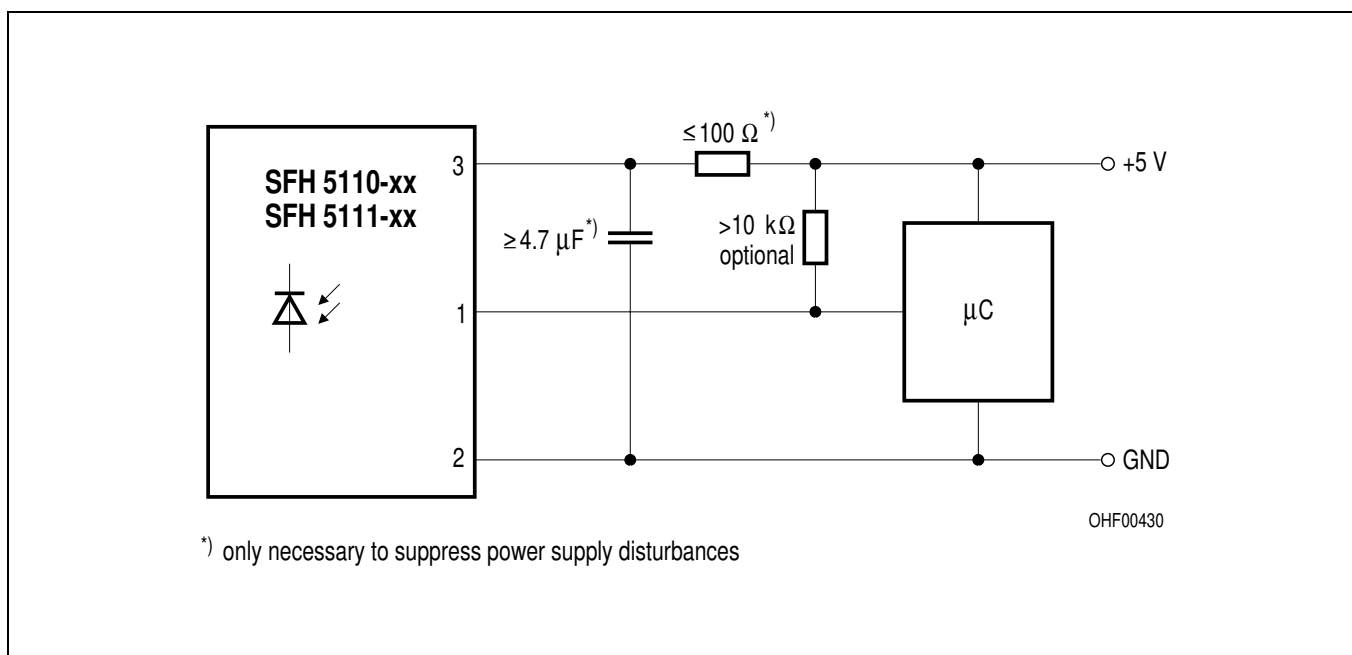 ≤100 Ω*)
3
+5 V
SFH 5110-xx
SFH 5111-xx
≥4.7 µF*)
>10 kΩ
optional
1
µC
2
GND
OHF00430
*) only necessary to suppress power supply disturbances